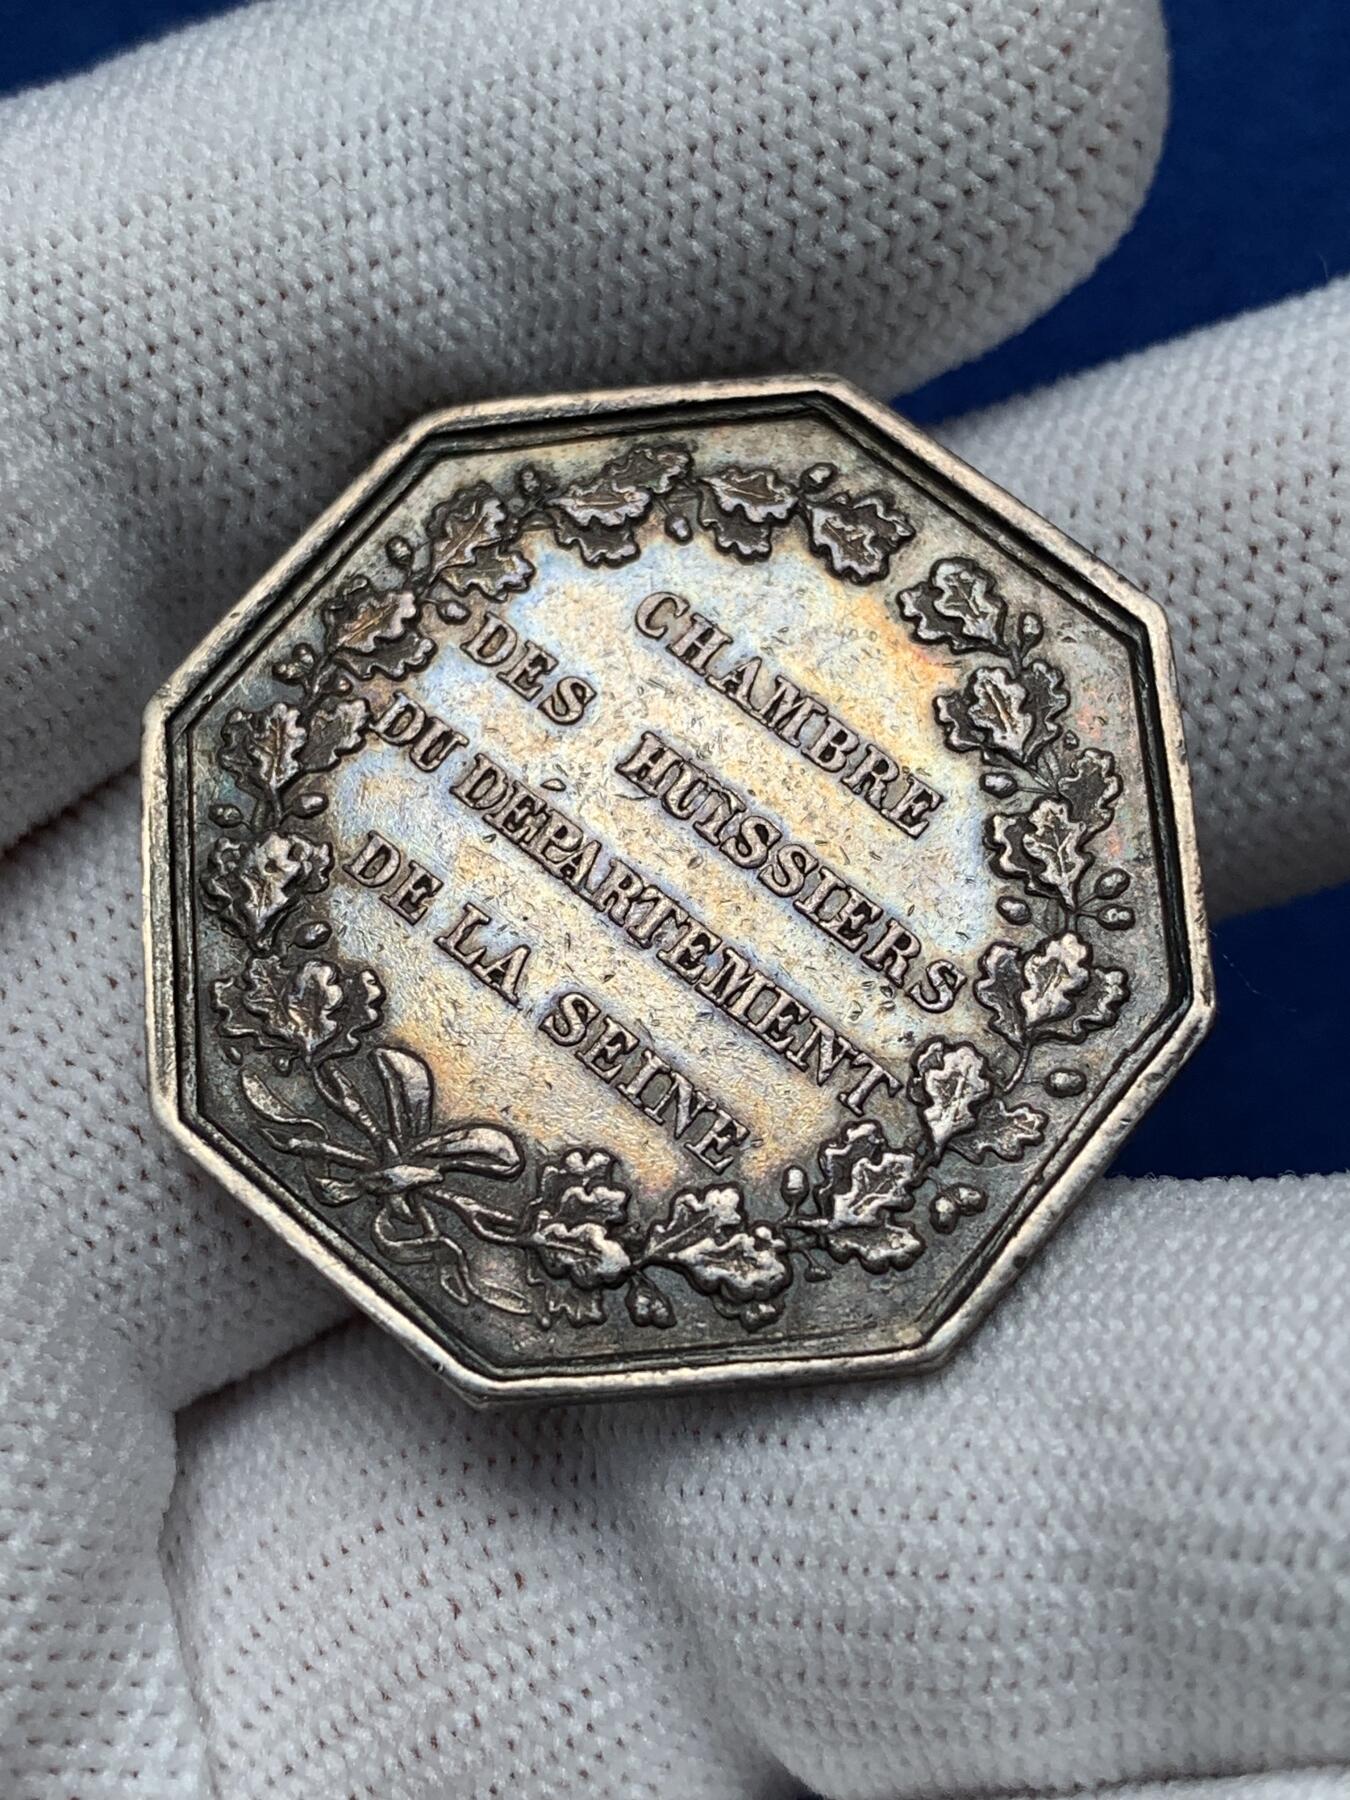 CHAMBRE
DES HUISSIERS
DU DÉPARTEMENT
DE LA SEINE